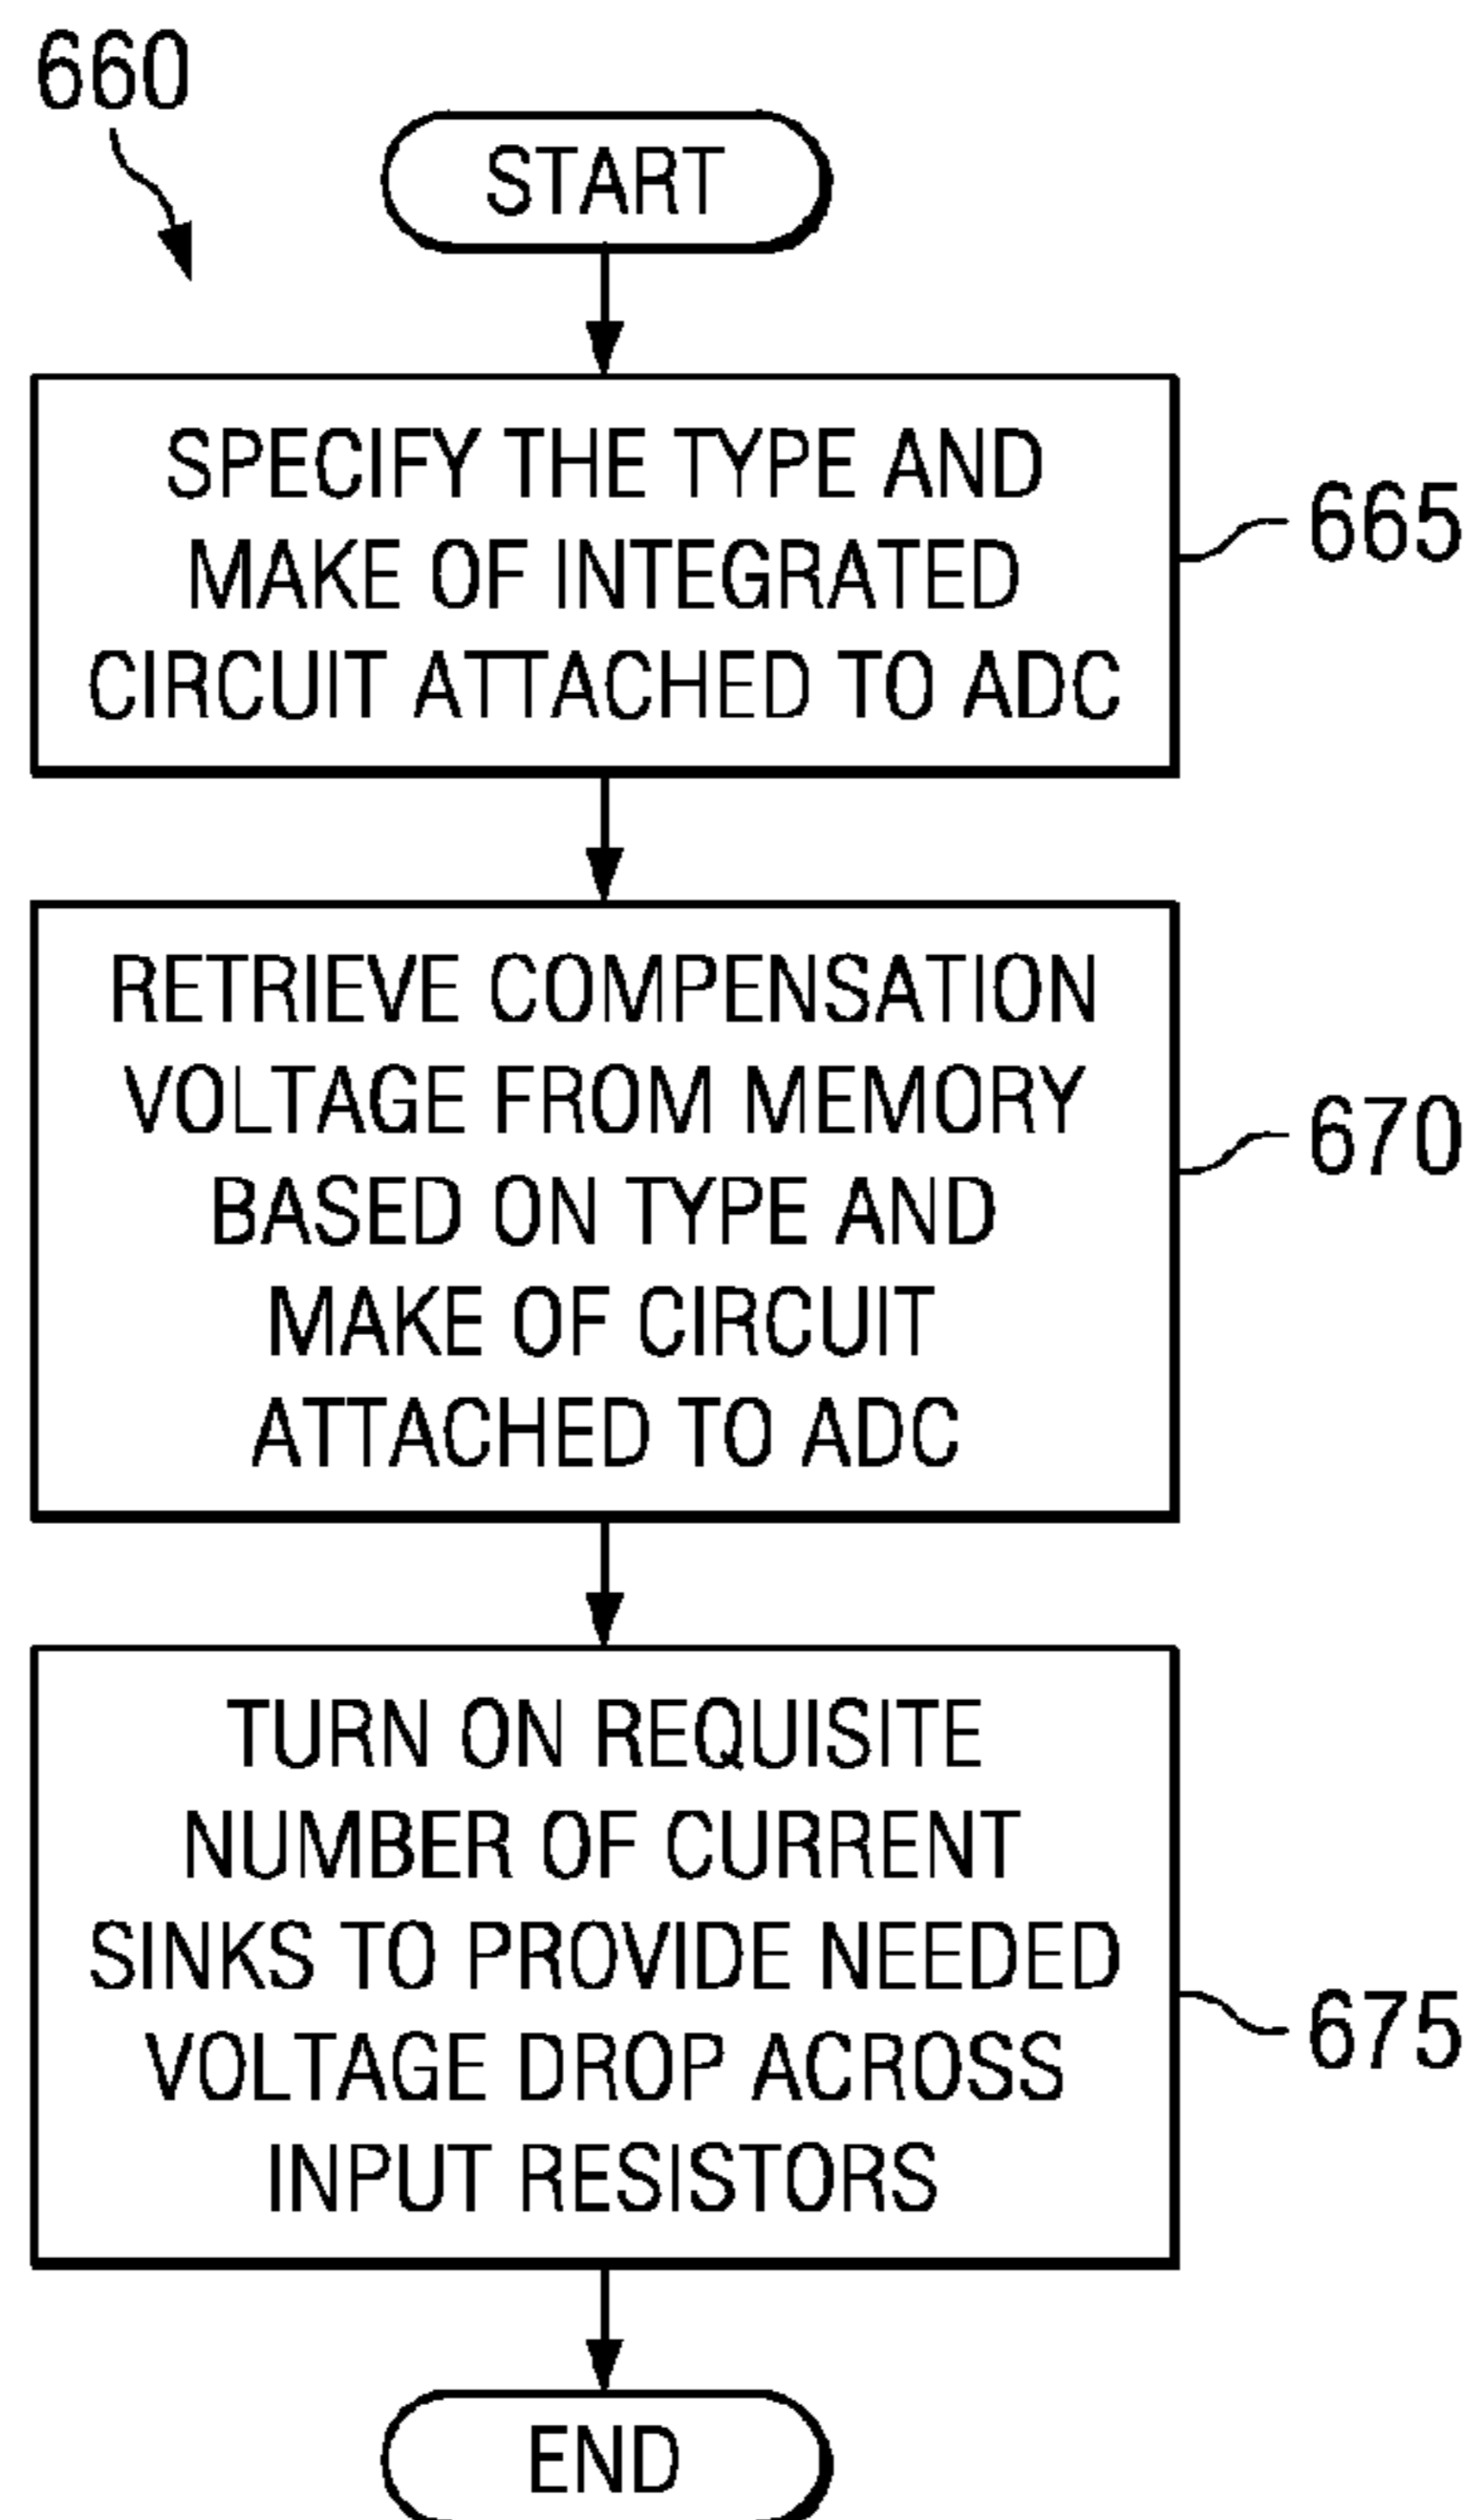 660
START
SPECIFY THE TYPE AND
MAKE OF INTEGRATED
CIRCUIT ATTACHED TO ADC
665
RETRIEVE COMPENSATION
VOLTAGE FROM MEMORY
BASED ON TYPE AND
MAKE OF CIRCUIT
ATTACHED TO ADC
670
TURN ON REQUISITE
NUMBER OF CURRENT
SINKS TO PROVIDE NEEDED
VOLTAGE DROP ACROSS
INPUT RESISTORS
675
END